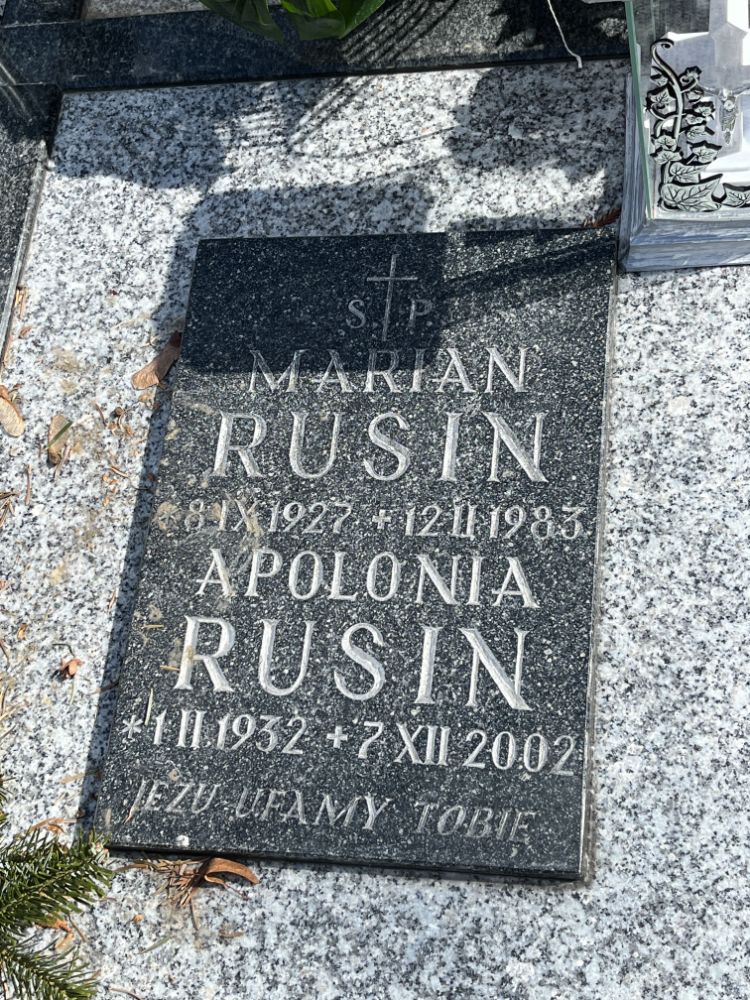 S. P.
MARIAN
RUSIN
*8 IX 1927 + 12 II 1983
APOLONIA
RUSIN
*1 II 1932 + 7 XII 2002
JEZU UFAMY TOBIE